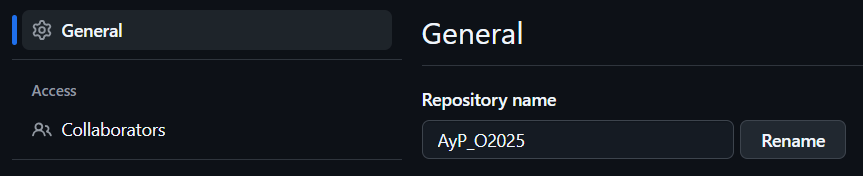 General
Access
Collaborators
General
Repository name
AyP_O2025
Rename